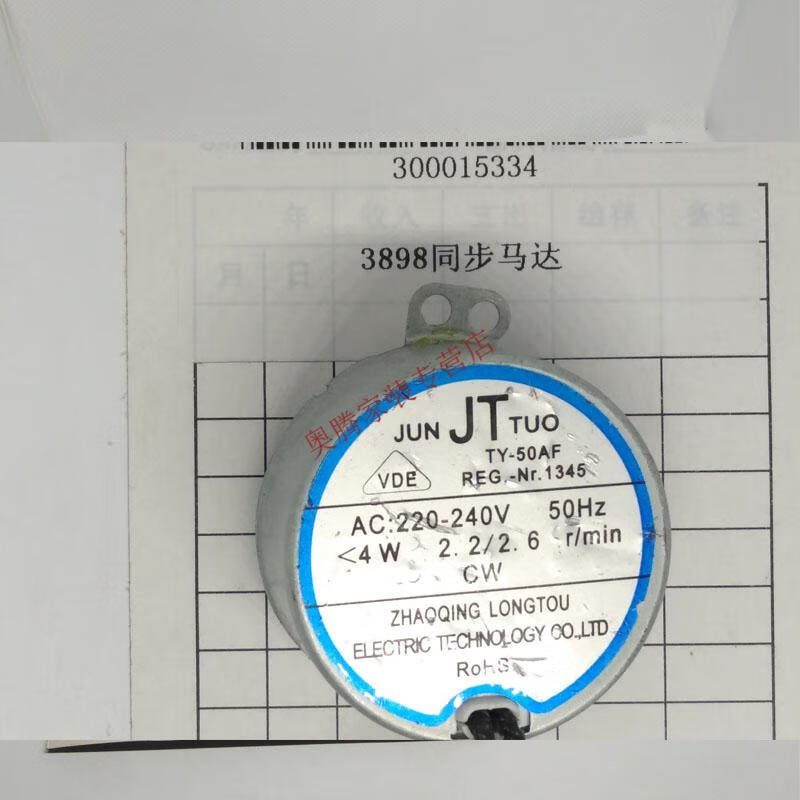 300015334
年 收入 支出 结存 备注
月 日
3898同步马达
奥腾家装专营店
JUN JT TUO
TY-50AF
VDE
REG.-Nr.1345
AC:220-240V 50Hz
<4W 2.2/2.6 r/min
CW
ZHAOQING LONGTOU
ELECTRIC TECHNOLOGY CO.,LTD
RoHS